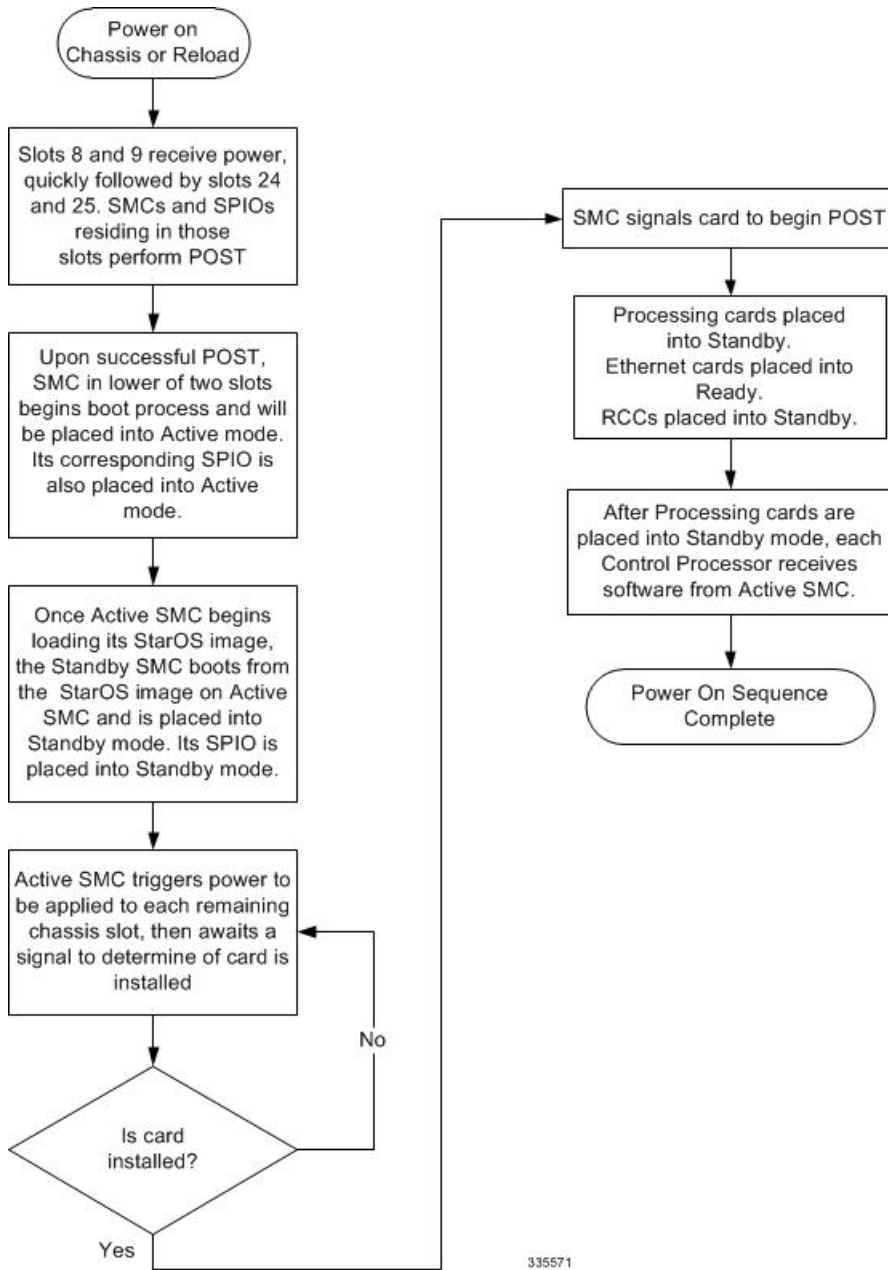 Power on
Chassis or Reload
Slots 8 and 9 receive power,
quickly followed by slots 24
and 25. SMCs and SPIOs
residing in those
slots perform POST
Upon successful POST,
SMC in lower of two slots
begins boot process and will
be placed into Active mode.
Its corresponding SPIO is
also placed into Active
mode.
Once Active SMC begins
loading its StarOS image,
the Standby SMC boots from
the StarOS image on Active
SMC and is placed into
Standby mode. Its SPIO is
placed into Standby mode.
Active SMC triggers power to
be applied to each remaining
chassis slot, then awaits a
signal to determine of card is
installed
No
Is card
installed?
Yes
SMC signals card to begin POST
Processing cards placed
into Standby.
Ethernet cards placed into
Ready.
RCCs placed into Standby.
After Processing cards are
placed into Standby mode, each
Control Processor receives
software from Active SMC.
Power On Sequence
Complete
335571